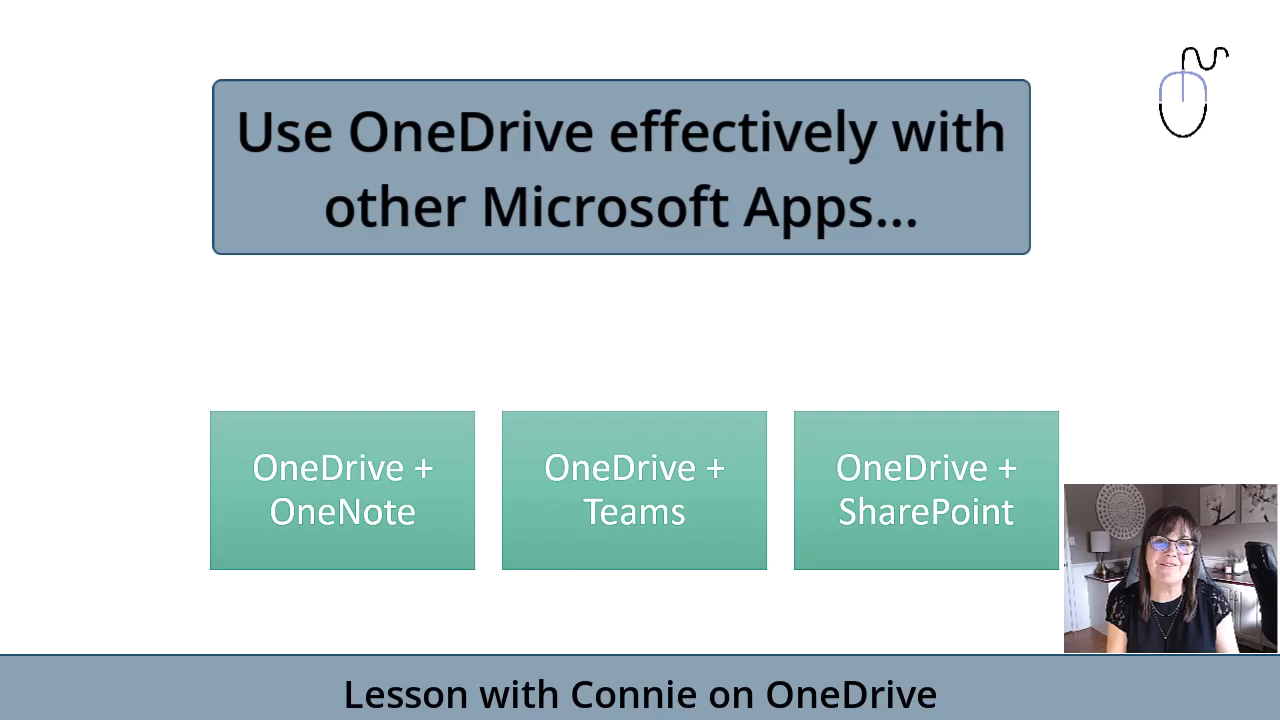 Use OneDrive effectively with
other Microsoft Apps...
OneDrive +
OneNote
OneDrive +
Teams
OneDrive +
SharePoint
Lesson with Connie on OneDrive